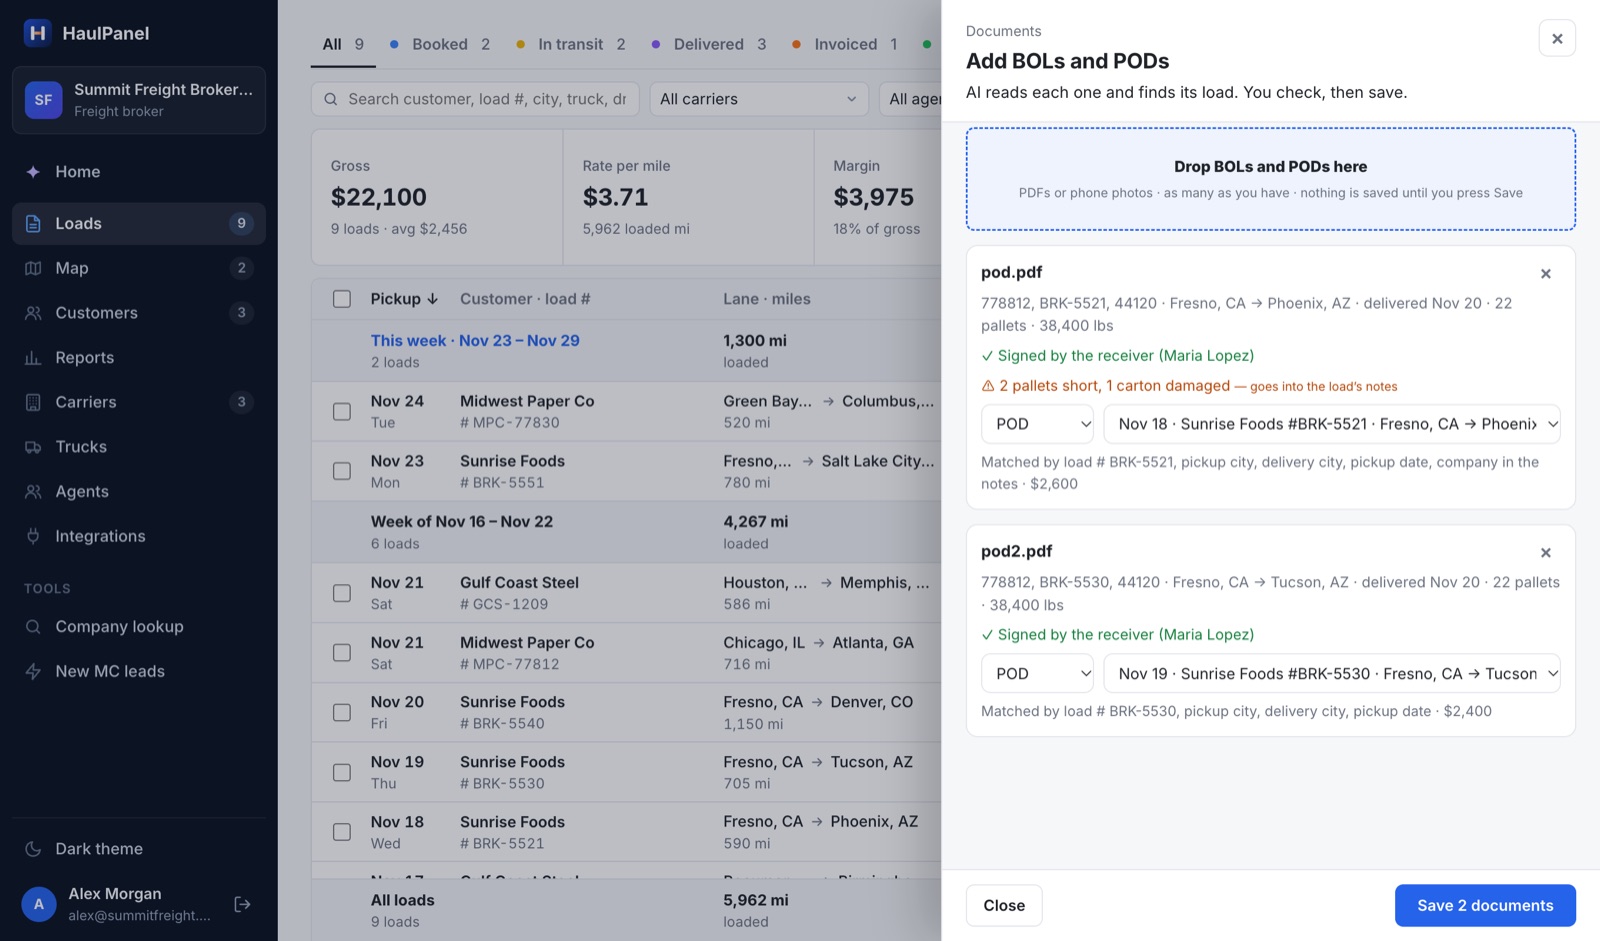 HaulPanel
SF
Summit Freight Broker...
Freight broker
Home
Loads 9
Map 2
Customers 3
Reports
Carriers 3
Trucks
Agents
Integrations
TOOLS
Company lookup
New MC leads
Dark theme
A
Alex Morgan
alex@summitfreight....
All 9 Booked 2 In transit 2 Delivered 3 Invoiced 1
Search customer, load #, city, truck, dr All carriers All agen
Gross Rate per mile Margin
$22,100 $3.71 $3,975
9 loads · avg $2,456 5,962 loaded mi 18% of gross
Pickup ↓ Customer · load # Lane · miles
This week · Nov 23 – Nov 29 1,300 mi
2 loads loaded
Nov 24 Midwest Paper Co Green Bay... → Columbus,...
Tue # MPC-77830 520 mi
Nov 23 Sunrise Foods Fresno,... → Salt Lake City...
Mon # BRK-5551 780 mi
Week of Nov 16 – Nov 22 4,267 mi
6 loads loaded
Nov 21 Gulf Coast Steel Houston, ... → Memphis, ...
Sat # GCS-1209 586 mi
Nov 21 Midwest Paper Co Chicago, IL → Atlanta, GA
Sat # MPC-77812 716 mi
Nov 20 Sunrise Foods Fresno, CA → Denver, CO
Fri # BRK-5540 1,150 mi
Nov 19 Sunrise Foods Fresno, CA → Tucson, AZ
Thu # BRK-5530 705 mi
Nov 18 Sunrise Foods Fresno, CA → Phoenix, AZ
Wed # BRK-5521 590 mi
All loads 5,962 mi
9 loads loaded
Documents
Add BOLs and PODs
AI reads each one and finds its load. You check, then save.
Drop BOLs and PODs here
PDFs or phone photos · as many as you have · nothing is saved until you press Save
pod.pdf
778812, BRK-5521, 44120 · Fresno, CA → Phoenix, AZ · delivered Nov 20 · 22
pallets · 38,400 lbs
✓ Signed by the receiver (Maria Lopez)
⚠ 2 pallets short, 1 carton damaged — goes into the load's notes
POD Nov 18 · Sunrise Foods #BRK-5521 · Fresno, CA → Phoenix
Matched by load # BRK-5521, pickup city, delivery city, pickup date, company in the
notes · $2,600
pod2.pdf
778812, BRK-5530, 44120 · Fresno, CA → Tucson, AZ · delivered Nov 20 · 22 pallets
· 38,400 lbs
✓ Signed by the receiver (Maria Lopez)
POD Nov 19 · Sunrise Foods #BRK-5530 · Fresno, CA → Tucson
Matched by load # BRK-5530, pickup city, delivery city, pickup date · $2,400
Close Save 2 documents